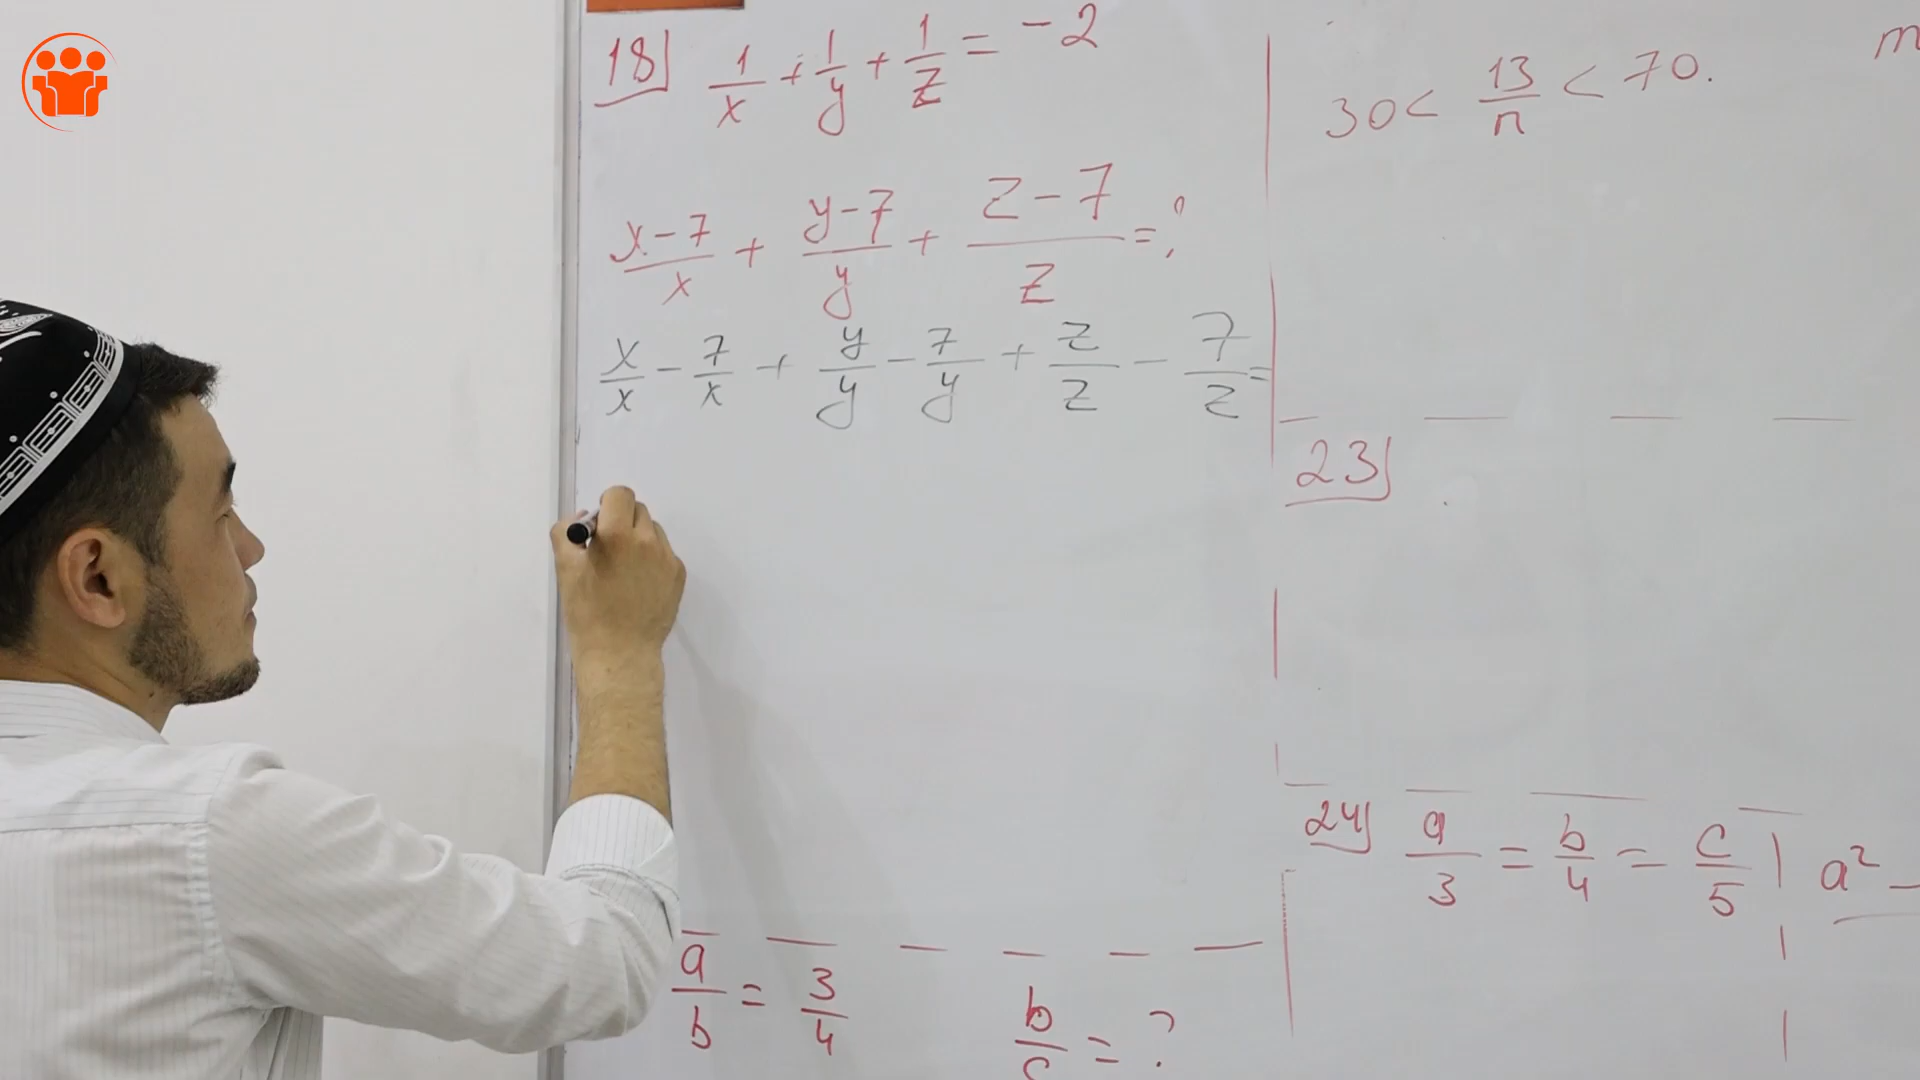 18) 1/x + 1/y + 1/z = -2
(x-7)/x + (y-7)/y + (z-7)/z = ?
x/x - 7/x + y/y - 7/y + z/z - 7/z =
a/b = 3/4 b/c = ?
30 < 13/n < 70.
m
23)
24) a/3 = b/4 = c/5 | a² -